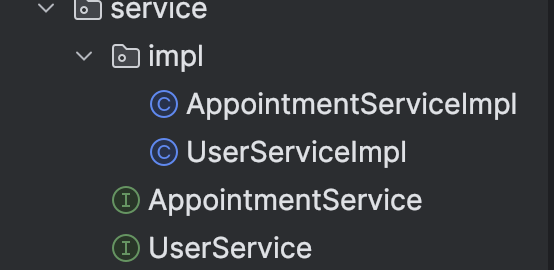 service
impl
C AppointmentServiceImpl
C UserServiceImpl
I AppointmentService
I UserService